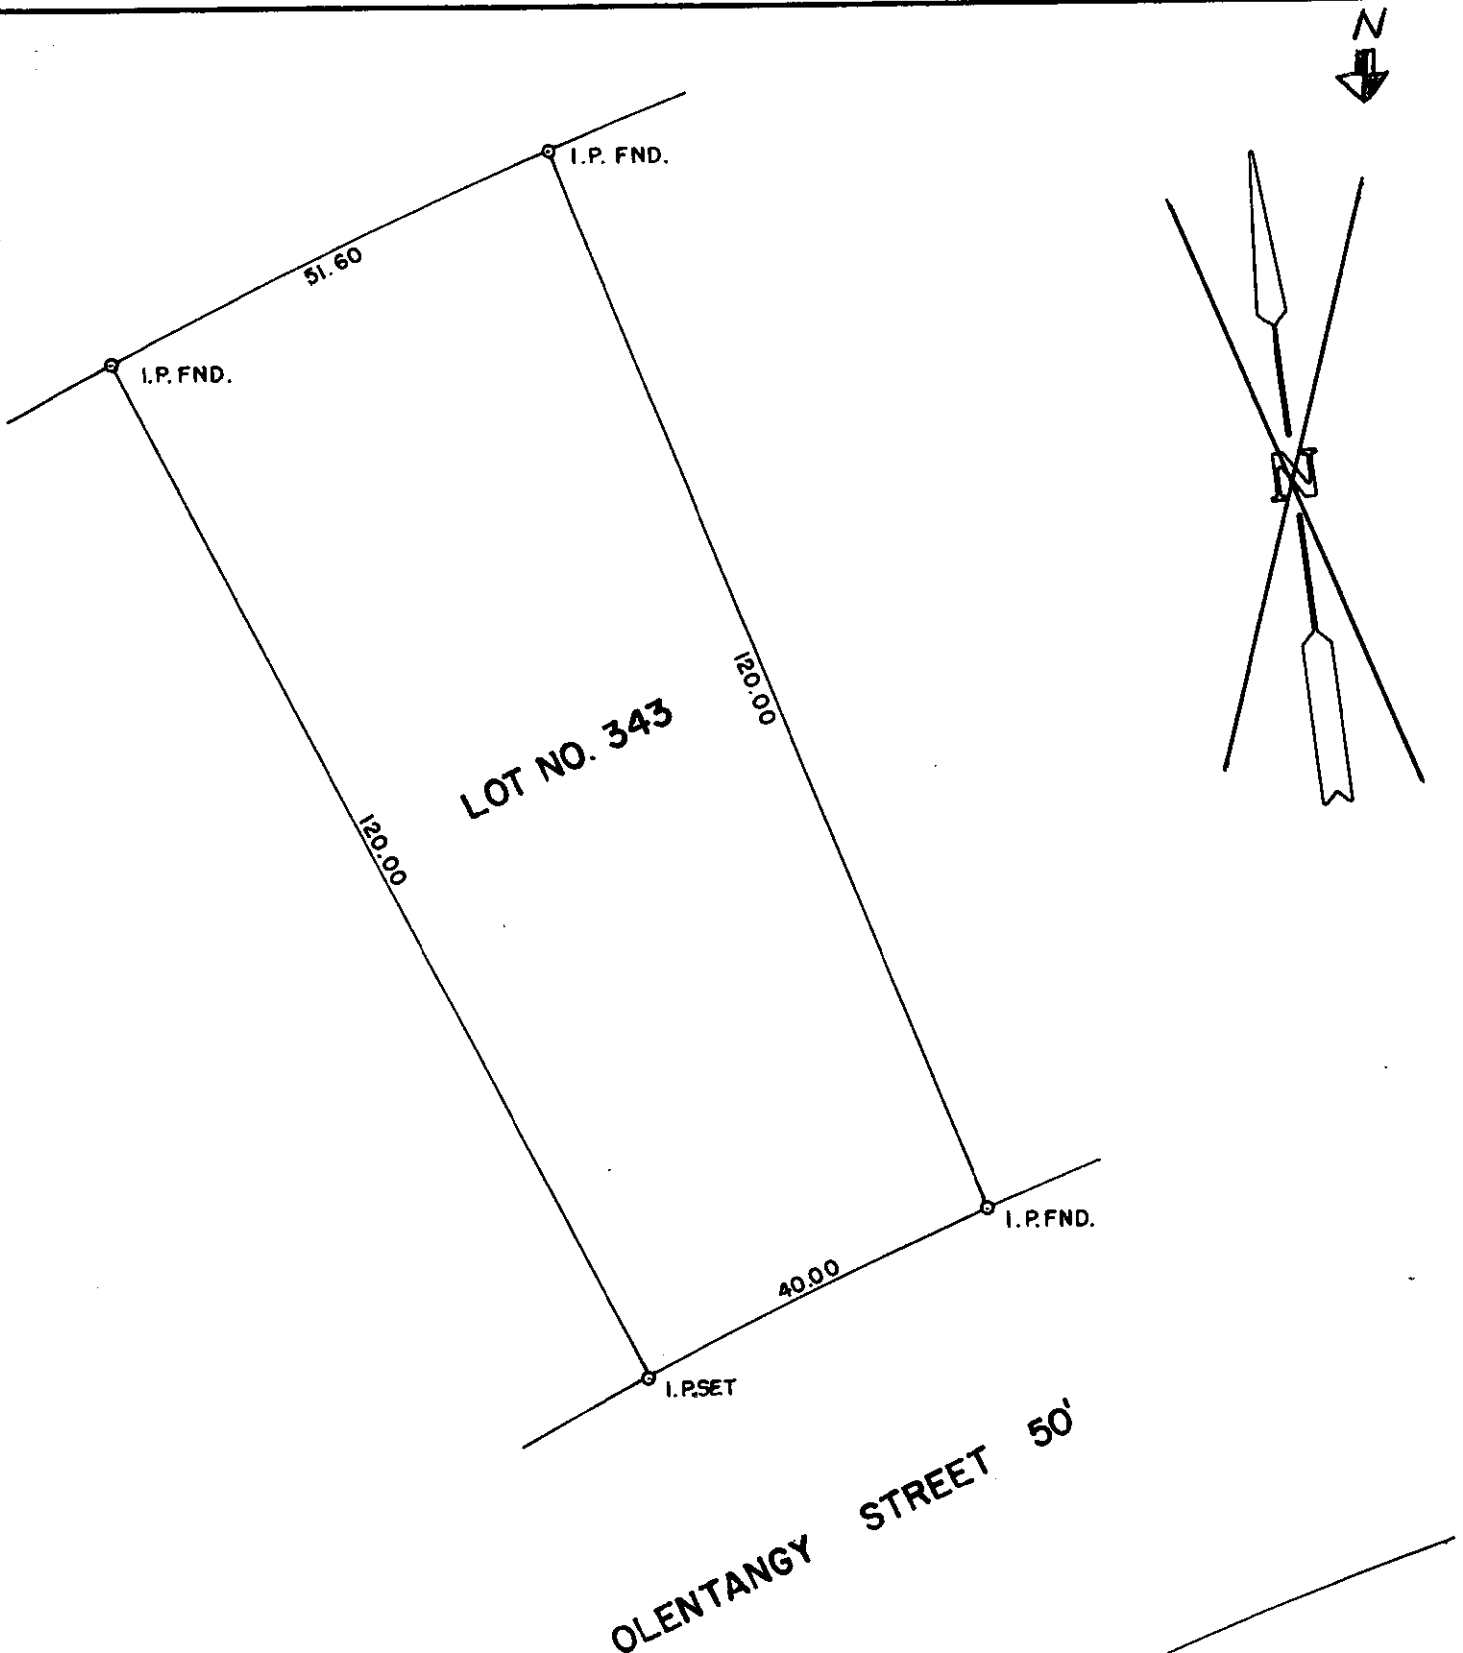 N
I.P. FND.
51.60
I.P. FND.
N
120.00
LOT NO. 343
120.00
I.P. FND.
40.00
I.P. SET
OLENTANGY STREET 50'